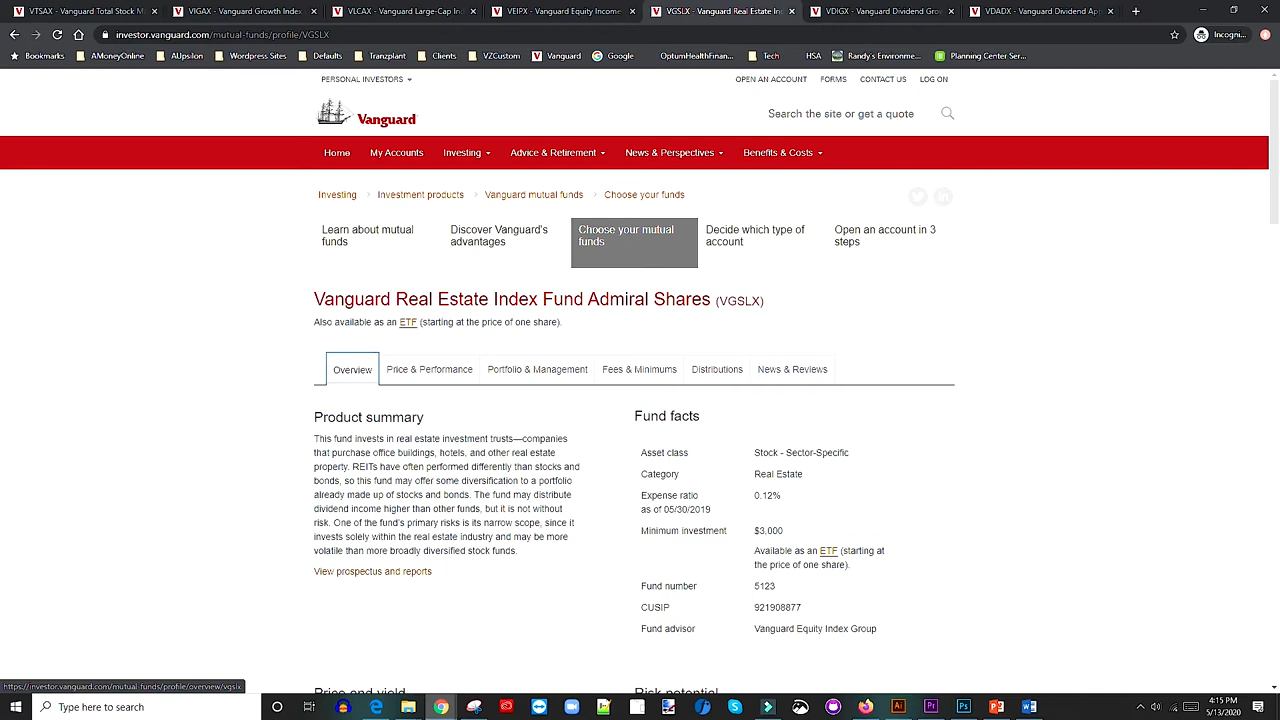 VTSAX - Vanguard Total Stock M
VIGAX - Vanguard Growth Index
VLCAX - Vanguard Large-Cap Ind
VEIPX - Vanguard Equity Income
VGSLX - Vanguard Real Estate In
VDIGX - Vanguard Dividend Gro
VDADX - Vanguard Dividend App
investor.vanguard.com/mutual-funds/profile/VGSLX
Incogn...
Bookmarks
AMoneyOnline
AUpsilon
Wordpress Sites
Defaults
Tranzplant
Clients
VZCustom
Vanguard
Google
OptumHealthFinan...
Tech
HSA
Randy's Environme...
Planning Center Ser...
PERSONAL INVESTORS
OPEN AN ACCOUNT
FORMS
CONTACT US
LOG ON
Vanguard
Search the site or get a quote
Home
My Accounts
Investing
Advice & Retirement
News & Perspectives
Benefits & Costs
Investing > Investment products > Vanguard mutual funds > Choose your funds
Learn about mutual
funds
Discover Vanguard's
advantages
Choose your mutual
funds
Decide which type of
account
Open an account in 3
steps
Vanguard Real Estate Index Fund Admiral Shares (VGSLX)
Also available as an ETF (starting at the price of one share).
Overview
Price & Performance
Portfolio & Management
Fees & Minimums
Distributions
News & Reviews
Product summary
This fund invests in real estate investment trusts—companies
that purchase office buildings, hotels, and other real estate
property. REITs have often performed differently than stocks and
bonds, so this fund may offer some diversification to a portfolio
already made up of stocks and bonds. The fund may distribute
dividend income higher than other funds, but it is not without
risk. One of the fund's primary risks is its narrow scope, since it
invests solely within the real estate industry and may be more
volatile than more broadly diversified stock funds.
View prospectus and reports
Fund facts
Asset class Stock - Sector-Specific
Category Real Estate
Expense ratio 0.12%
as of 05/30/2019
Minimum investment $3,000
Available as an ETF (starting at
the price of one share).
Fund number 5123
CUSIP 921908877
Fund advisor Vanguard Equity Index Group
Price and yield
Risk potential
https://investor.vanguard.com/mutual-funds/profile/overview/vgslx
Type here to search
4:15 PM
5/13/2020